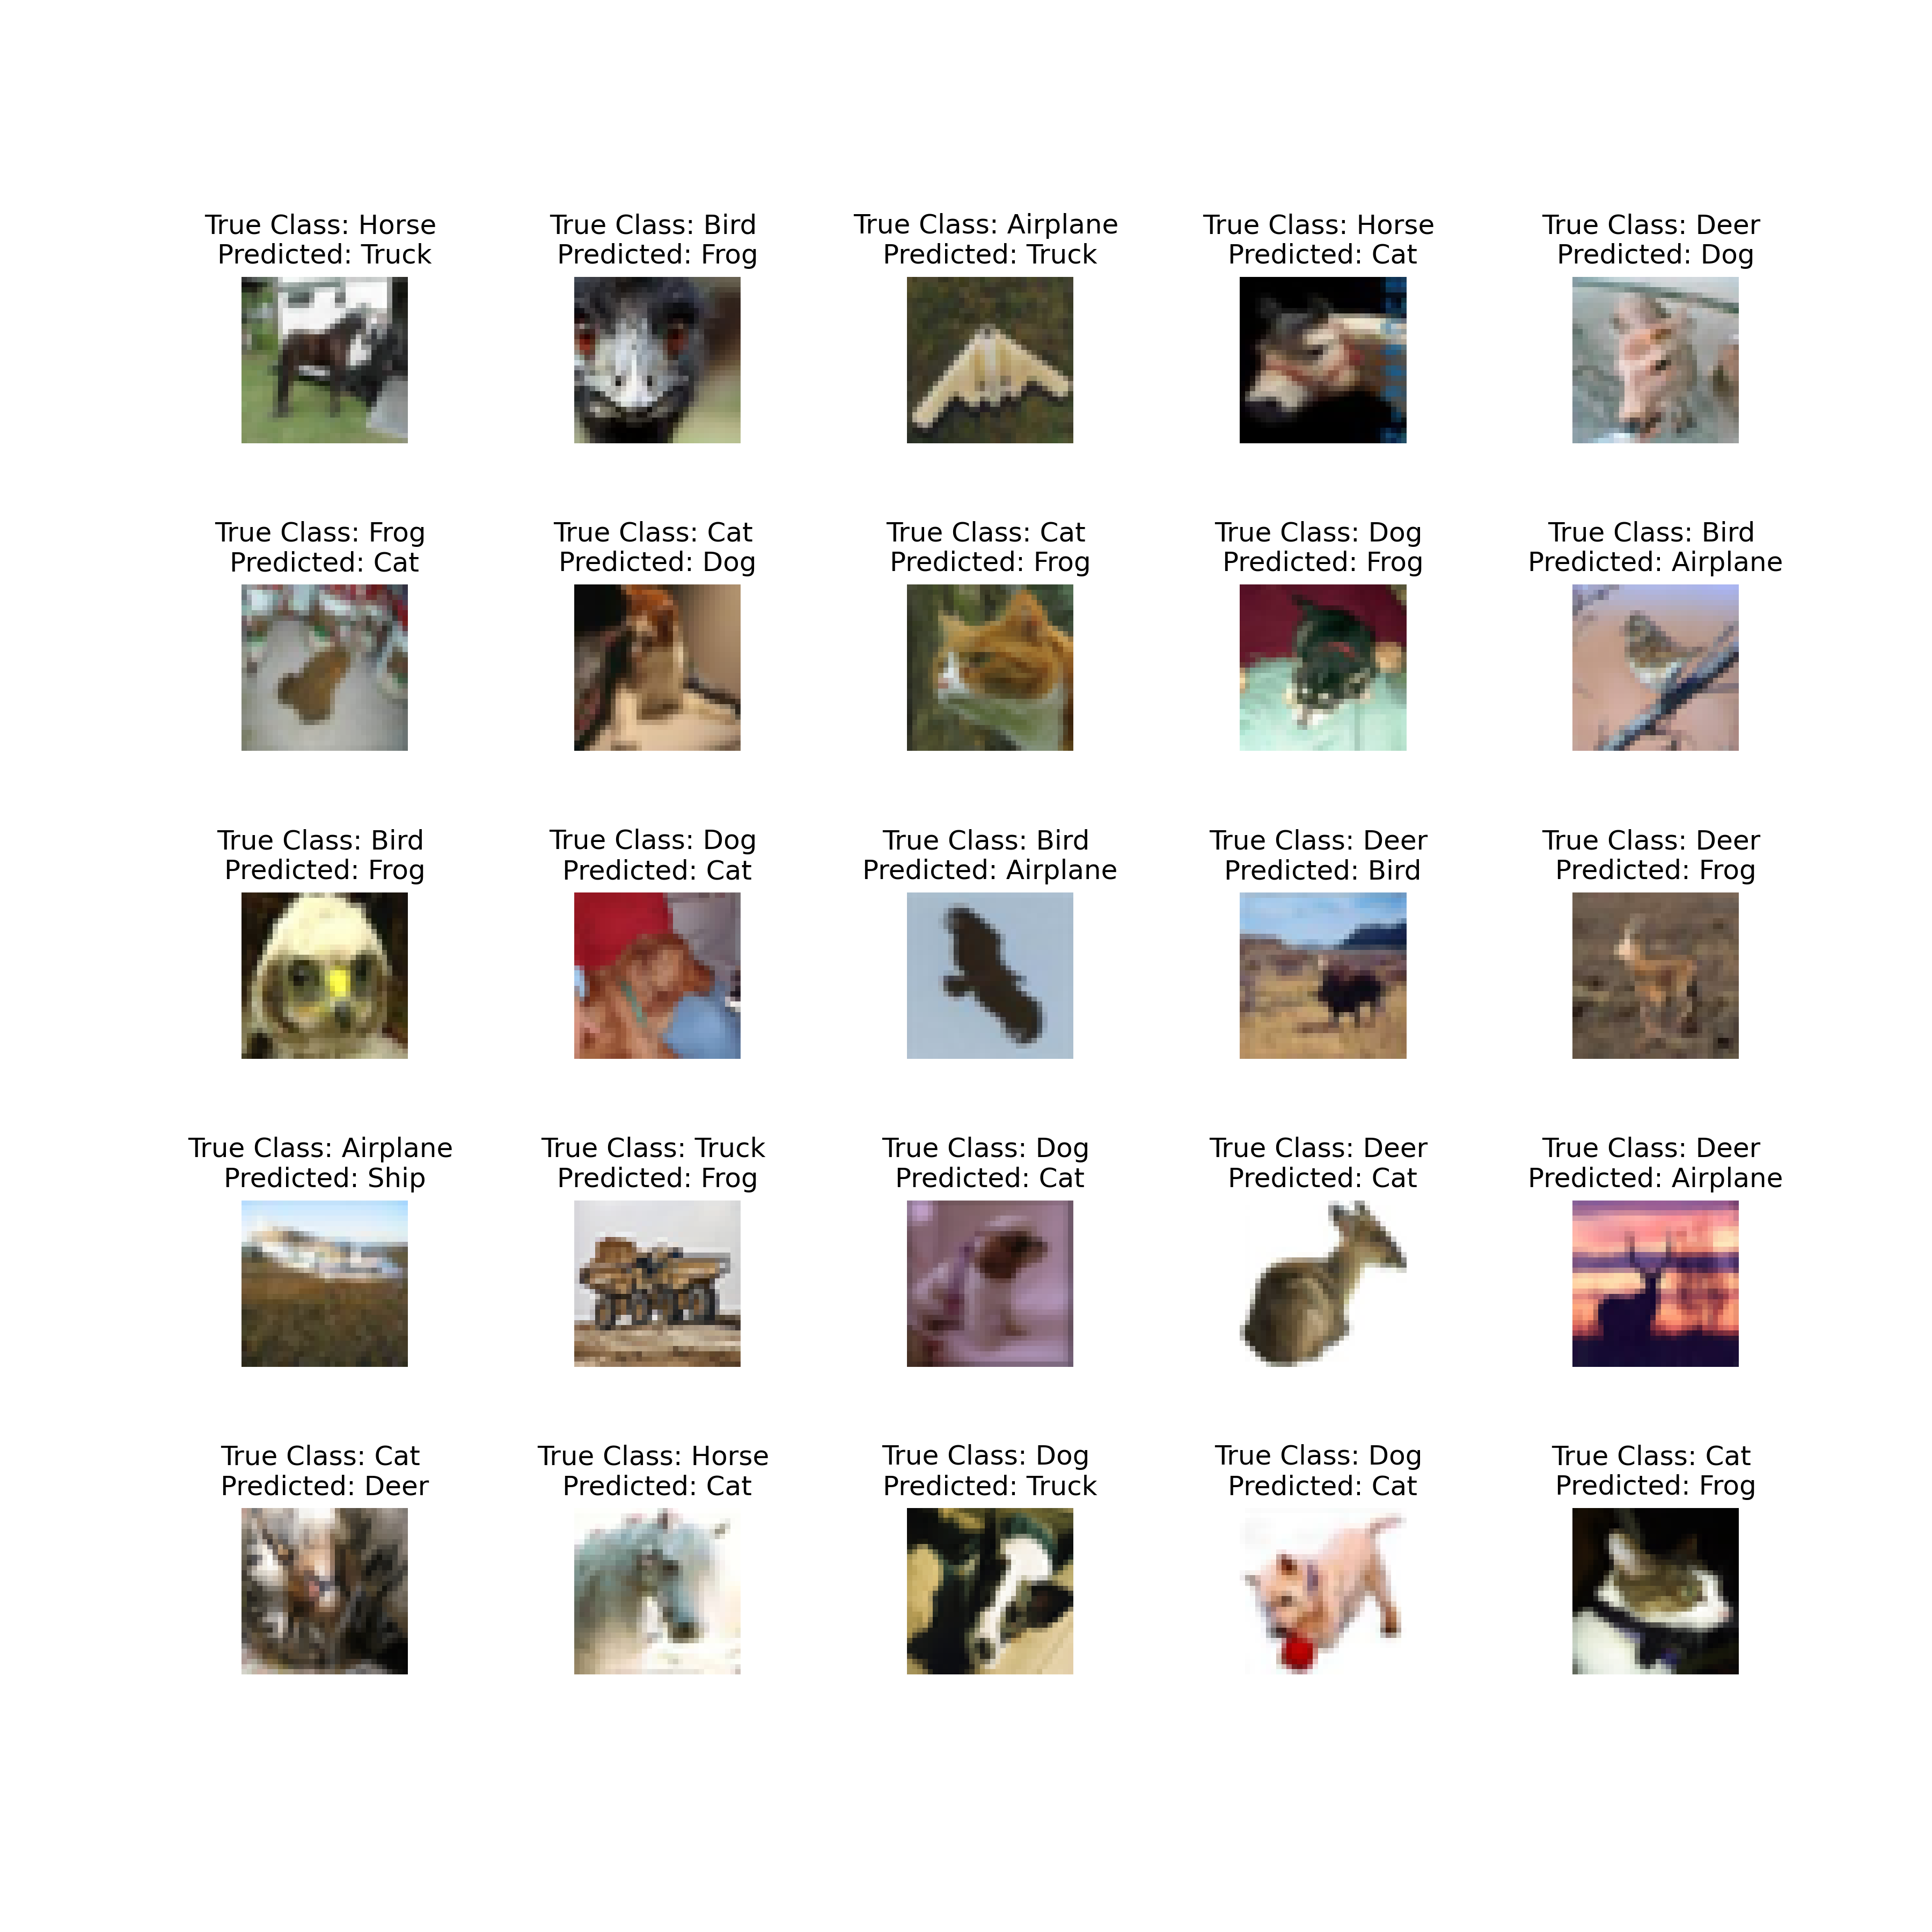 True Class: Horse
Predicted: Truck
True Class: Bird
Predicted: Frog
True Class: Airplane
Predicted: Truck
True Class: Horse
Predicted: Cat
True Class: Deer
Predicted: Dog
True Class: Frog
Predicted: Cat
True Class: Cat
Predicted: Dog
True Class: Cat
Predicted: Frog
True Class: Dog
Predicted: Frog
True Class: Bird
Predicted: Airplane
True Class: Bird
Predicted: Frog
True Class: Dog
Predicted: Cat
True Class: Bird
Predicted: Airplane
True Class: Deer
Predicted: Bird
True Class: Deer
Predicted: Frog
True Class: Airplane
Predicted: Ship
True Class: Truck
Predicted: Frog
True Class: Dog
Predicted: Cat
True Class: Deer
Predicted: Cat
True Class: Deer
Predicted: Airplane
True Class: Cat
Predicted: Deer
True Class: Horse
Predicted: Cat
True Class: Dog
Predicted: Truck
True Class: Dog
Predicted: Cat
True Class: Cat
Predicted: Frog